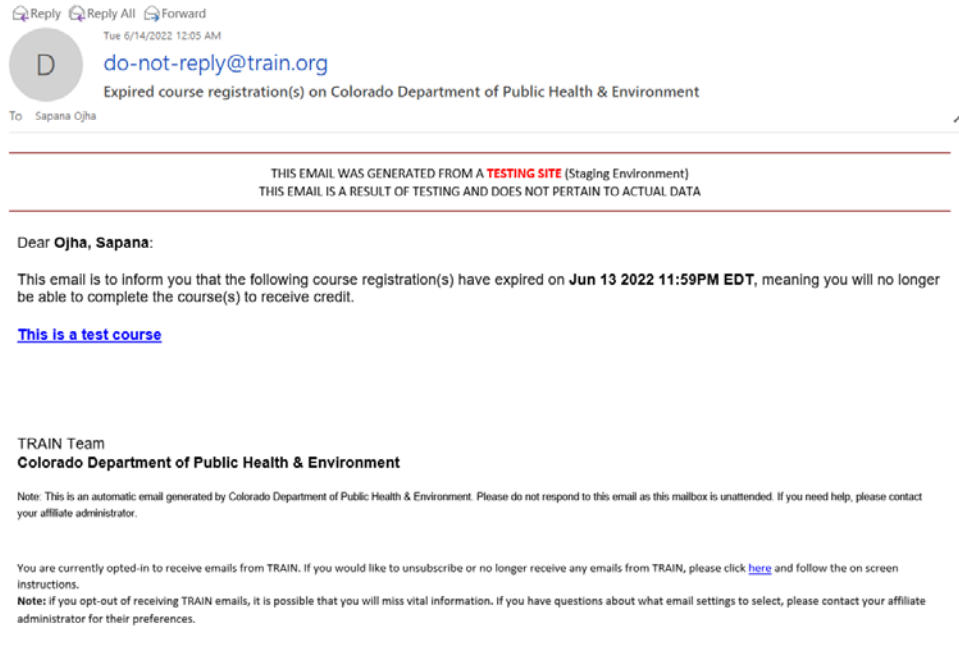 Reply Reply All Forward
Tue 6/14/2022 12:05 AM
D
do-not-reply@train.org
Expired course registration(s) on Colorado Department of Public Health & Environment
To Sapana Ojha
THIS EMAIL WAS GENERATED FROM A TESTING SITE (Staging Environment)
THIS EMAIL IS A RESULT OF TESTING AND DOES NOT PERTAIN TO ACTUAL DATA
Dear Ojha, Sapana:
This email is to inform you that the following course registration(s) have expired on Jun 13 2022 11:59PM EDT, meaning you will no longer
be able to complete the course(s) to receive credit.
This is a test course
TRAIN Team
Colorado Department of Public Health & Environment
Note: This is an automatic email generated by Colorado Department of Public Health & Environment. Please do not respond to this email as this mailbox is unattended. If you need help, please contact
your affiliate administrator.
You are currently opted-in to receive emails from TRAIN. If you would like to unsubscribe or no longer receive any emails from TRAIN, please click here and follow the on screen
instructions.
Note: if you opt-out of receiving TRAIN emails, it is possible that you will miss vital information. If you have questions about what email settings to select, please contact your affiliate
administrator for their preferences.